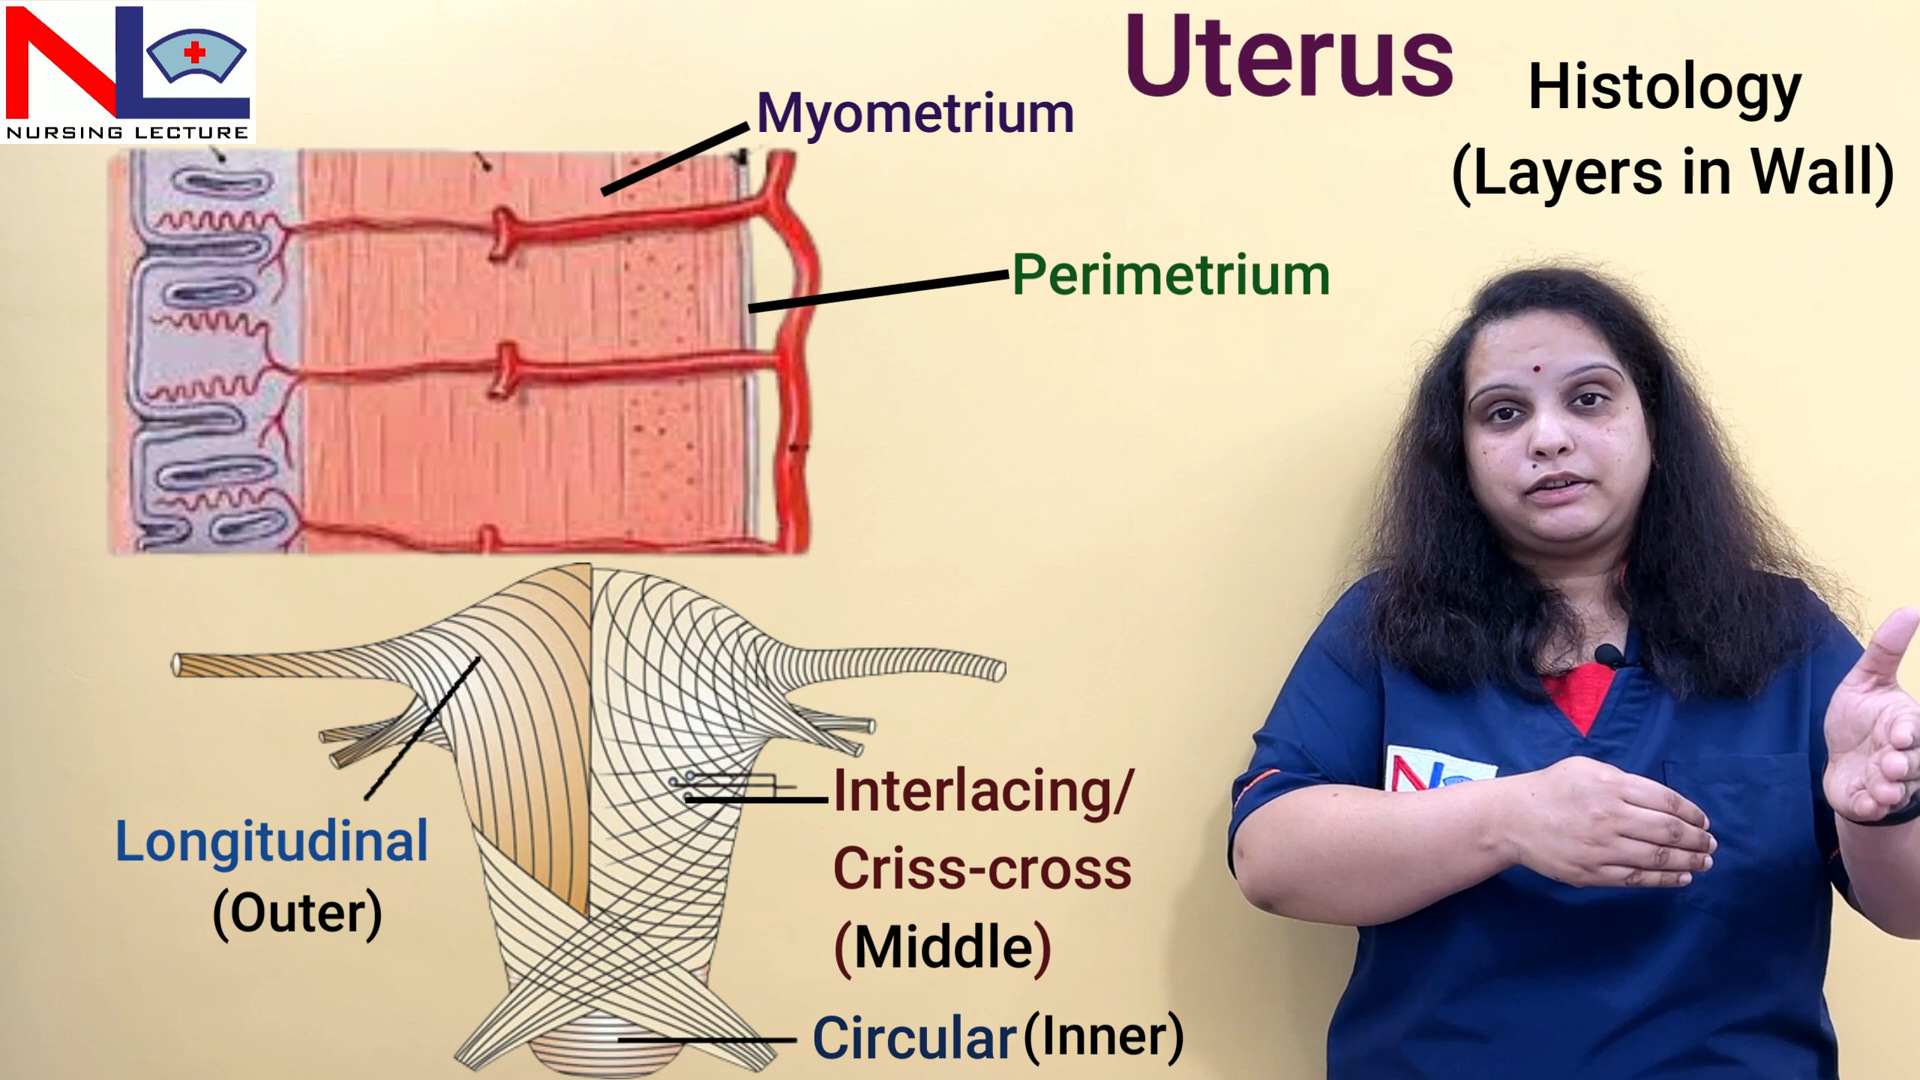 NURSING LECTURE
Uterus
Histology
(Layers in Wall)
Myometrium
Perimetrium
Longitudinal
(Outer)
Interlacing/
Criss-cross
(Middle)
Circular (Inner)